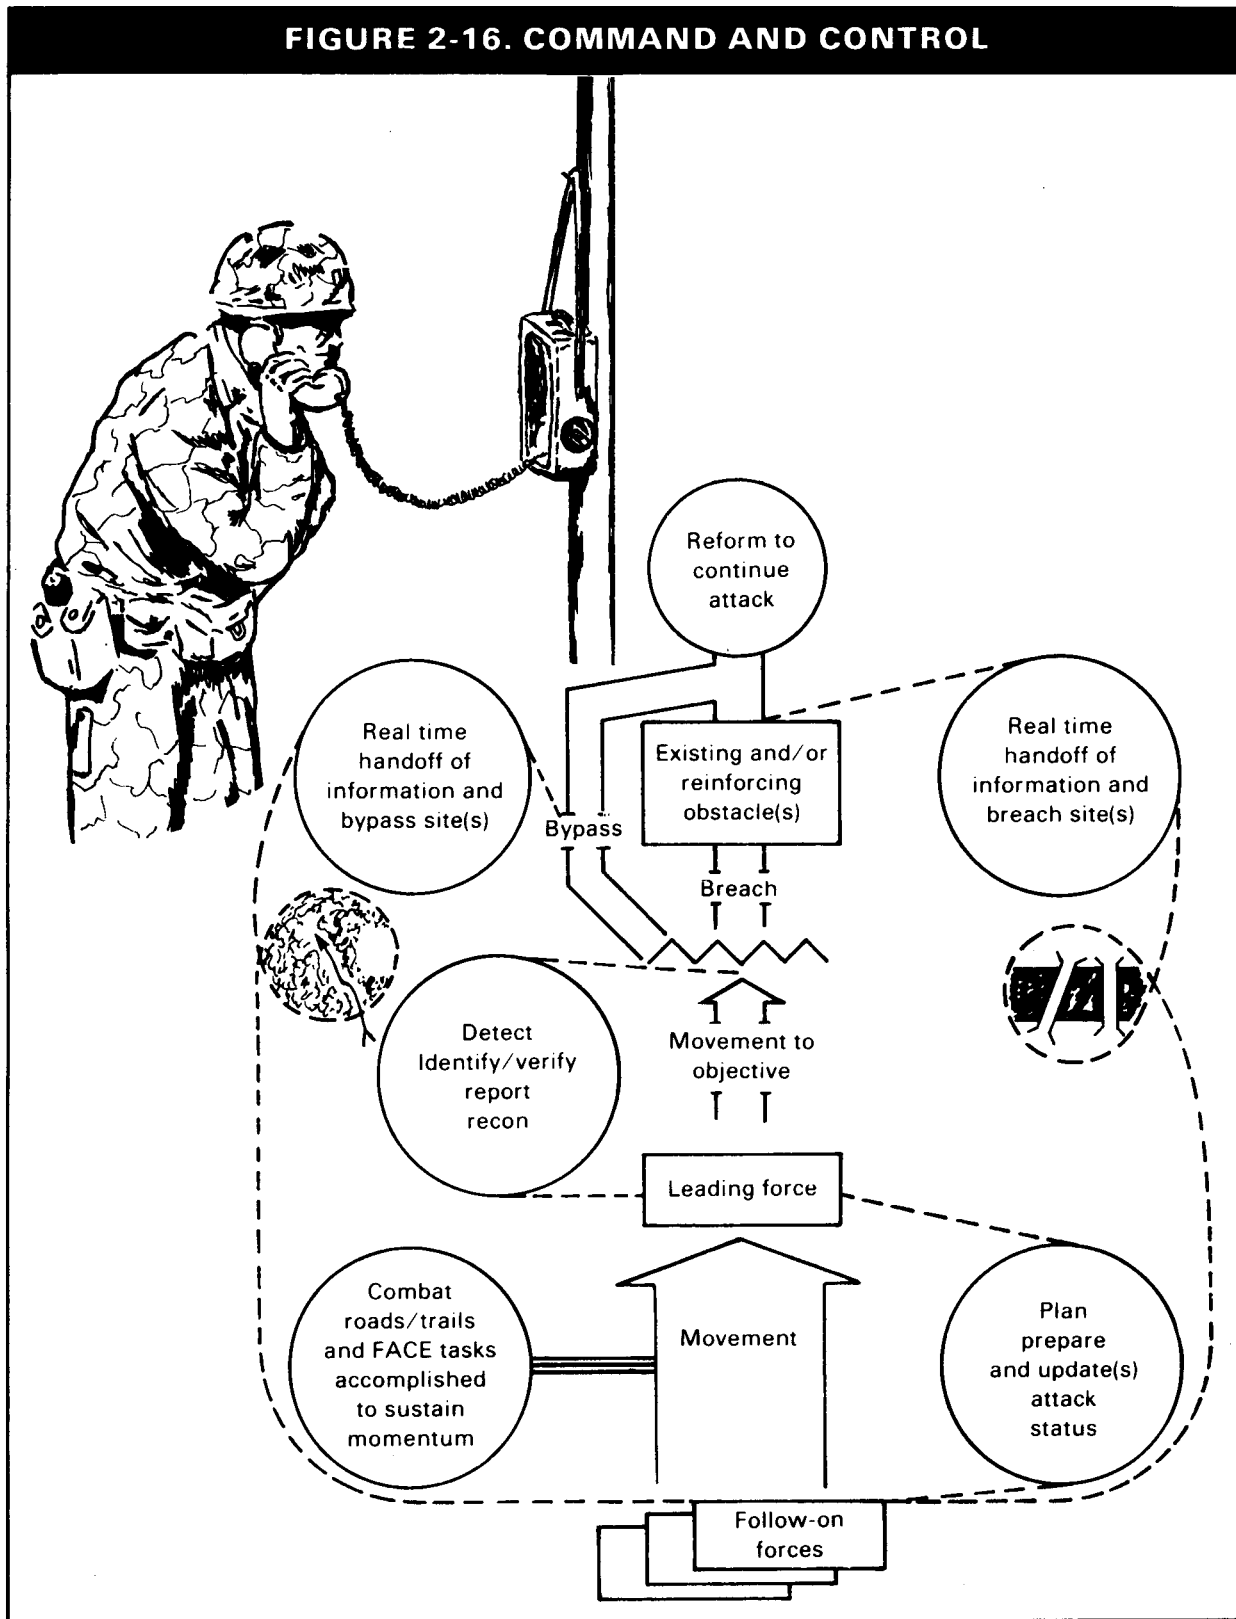 FIGURE 2-16. COMMAND AND CONTROL
Reform to
continue
attack
Real time
handoff of
information and
bypass site(s)
Existing and/or
reinforcing
obstacle(s)
Real time
handoff of
information and
breach site(s)
Bypass
Breach
Detect
Identify/verify
report
recon
Movement to
objective
Leading force
Combat
roads/trails
and FACE tasks
accomplished
to sustain
momentum
Movement
Plan
prepare
and update(s)
attack
status
Follow-on
forces